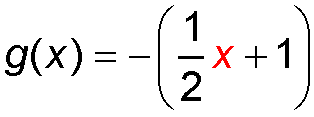 g(x) = -(1/2 x + 1)